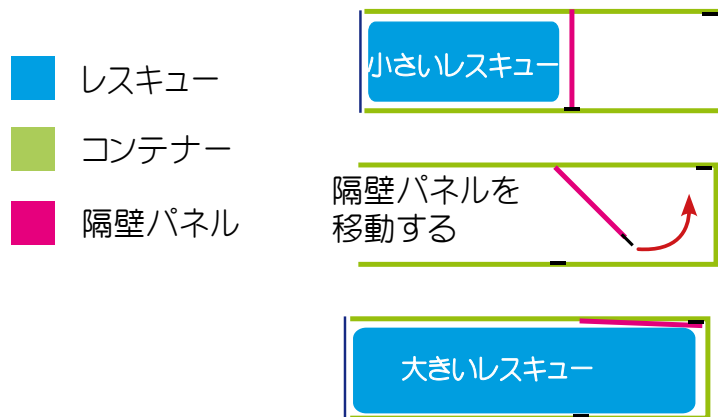 レスキュー
コンテナー
隔壁パネル
小さいレスキュー
隔壁パネルを
移動する
大きいレスキュー